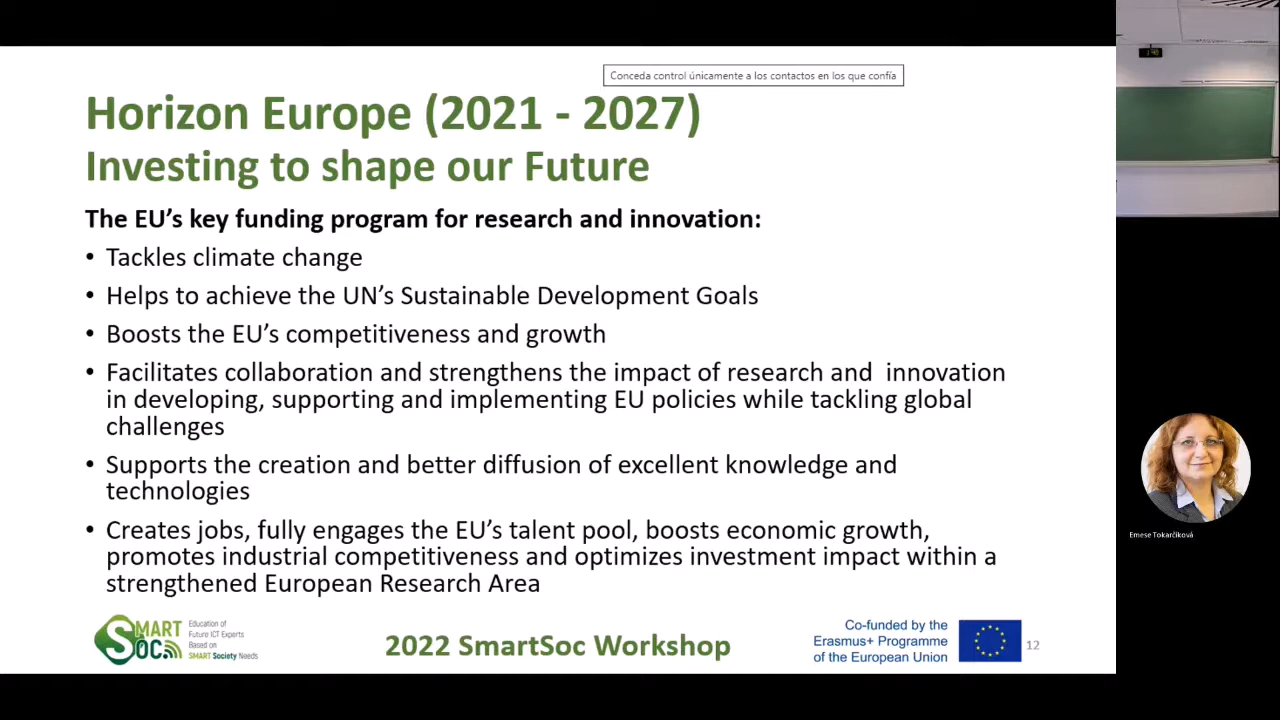 Conceda control únicamente a los contactos en los que confía
Horizon Europe (2021 - 2027)
Investing to shape our Future
The EU's key funding program for research and innovation:
• Tackles climate change
• Helps to achieve the UN's Sustainable Development Goals
• Boosts the EU's competitiveness and growth
• Facilitates collaboration and strengthens the impact of research and innovation
in developing, supporting and implementing EU policies while tackling global
challenges
• Supports the creation and better diffusion of excellent knowledge and
technologies
• Creates jobs, fully engages the EU's talent pool, boosts economic growth,
promotes industrial competitiveness and optimizes investment impact within a
strengthened European Research Area
SMART
SOC
Education of
Future ICT Experts
Based on
SMART Society Needs
2022 SmartSoc Workshop
Co-funded by the
Erasmus+ Programme
of the European Union
12
Emese Tokarčíková